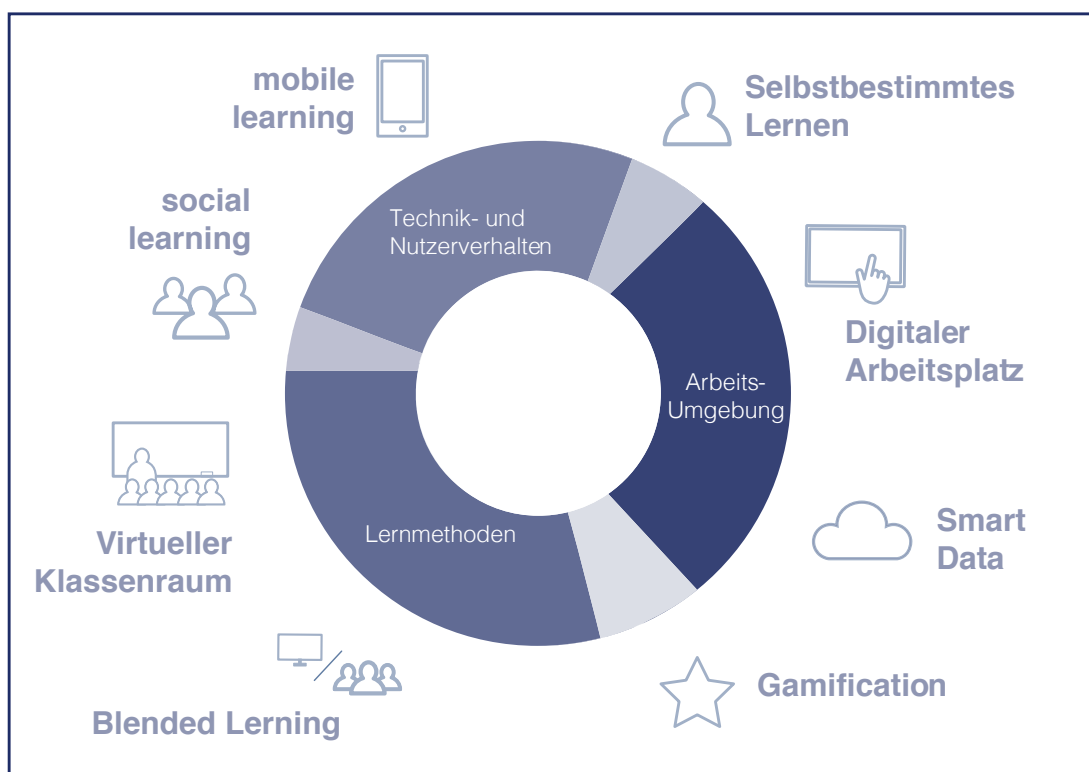 mobile
learning
Selbstbestimmtes
Lernen
social
learning
Technik- und
Nutzerverhalten
Digitaler
Arbeitsplatz
Arbeits-
Umgebung
Virtueller
Klassenraum
Lernmethoden
Smart
Data
Blended Lerning
Gamification